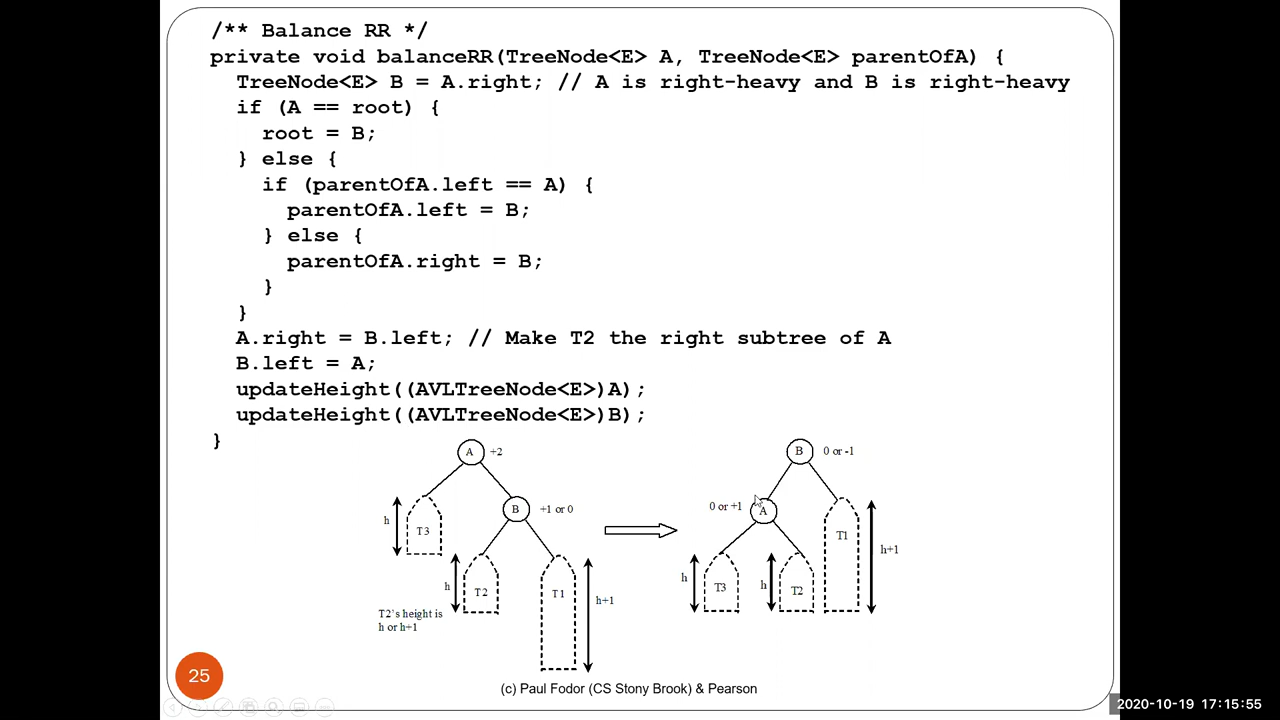 /** Balance RR */
private void balanceRR(TreeNode<E> A, TreeNode<E> parentOfA) {
TreeNode<E> B = A.right; // A is right-heavy and B is right-heavy
if (A == root) {
root = B;
} else {
if (parentOfA.left == A) {
parentOfA.left = B;
} else {
parentOfA.right = B;
}
}
A.right = B.left; // Make T2 the right subtree of A
B.left = A;
updateHeight((AVLTreeNode<E>)A);
updateHeight((AVLTreeNode<E>)B);
}
A +2
B +1 or 0
h
T3
h
T2
T1
h+1
T2's height is
h or h+1
B 0 or -1
0 or +1 A
T1
h+1
h
T3
h
T2
25
(c) Paul Fodor (CS Stony Brook) & Pearson
2020-10-19 17:15:55